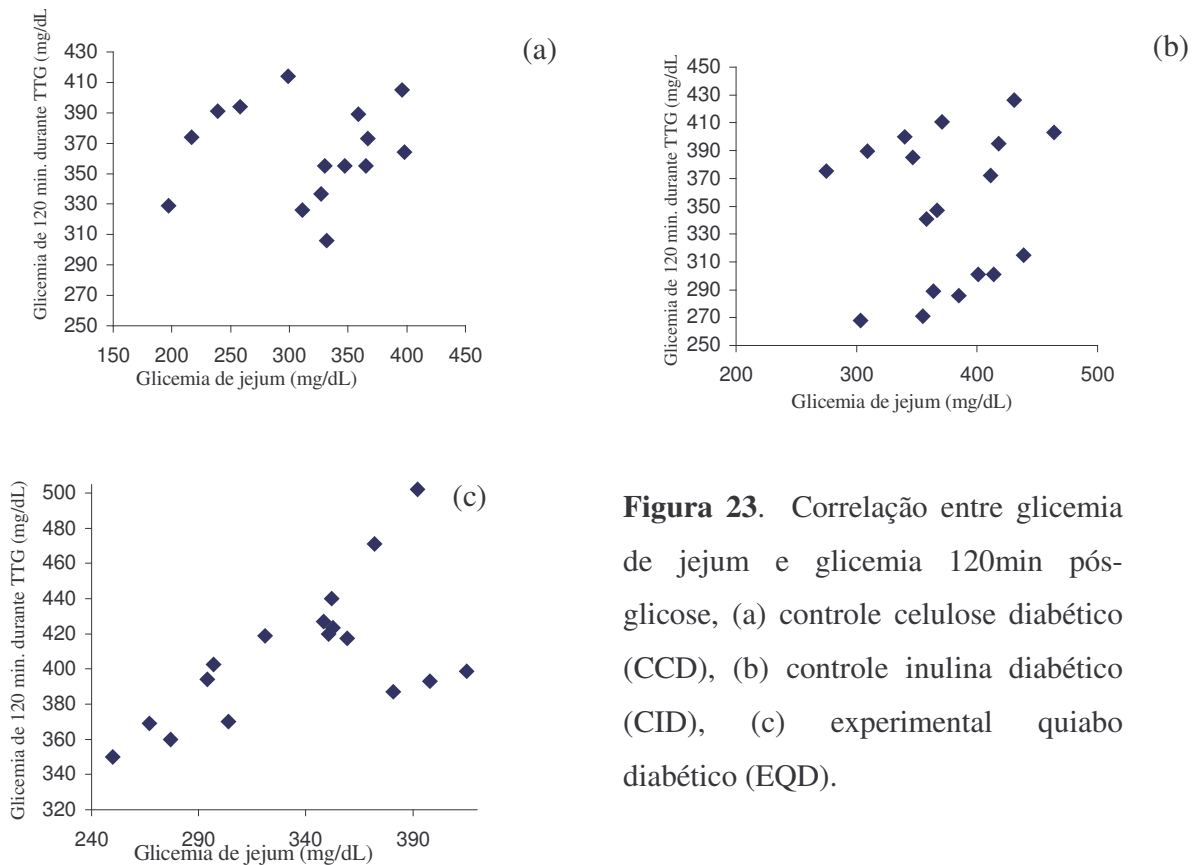 Glicemia de 120 min. durante TTG (mg/dL
430
410
390
370
350
330
310
290
270
250
150 200 250 300 350 400 450
Glicemia de jejum (mg/dL)
(a)
Glicemia de 120 min. durante TTG (mg/dL
450
430
410
390
370
350
330
310
290
270
250
200 300 400 500
Glicemia de jejum (mg/dL)
(b)
Glicemia de 120 min. durante TTG (mg/dL)
500
480
460
440
420
400
380
360
340
320
240 290 340 390
Glicemia de jejum (mg/dL)
(c)
Figura 23. Correlação entre glicemia
de jejum e glicemia 120min pós-
glicose, (a) controle celulose diabético
(CCD), (b) controle inulina diabético
(CID), (c) experimental quiabo
diabético (EQD).